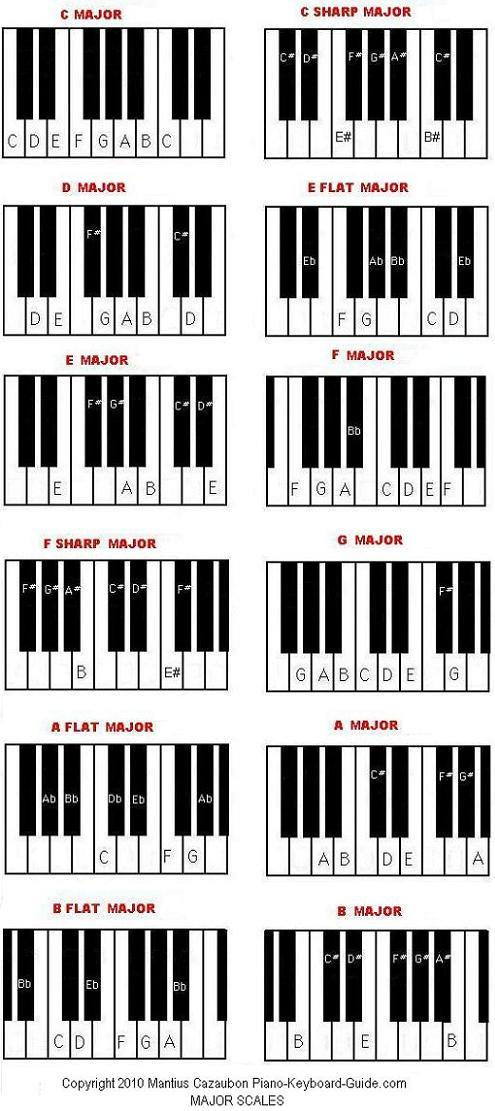 C MAJOR
C D E F G A B C
C SHARP MAJOR
C# D# F# G# A# C#
E# B#
D MAJOR
F# C#
D E G A B D
E FLAT MAJOR
Eb Ab Bb Eb
F G C D
E MAJOR
F# G# C# D#
E A B E
F MAJOR
Bb
F G A C D E F
F SHARP MAJOR
F# G# A# C# D# F#
B E#
G MAJOR
F#
G A B C D E G
A FLAT MAJOR
Ab Bb Db Eb Ab
C F G
A MAJOR
C# F# G#
A B D E A
B FLAT MAJOR
Bb Eb Bb
C D F G A
B MAJOR
C# D# F# G# A#
B E B
Copyright 2010 Mantius Cazaubon Piano-Keyboard-Guide.com
MAJOR SCALES